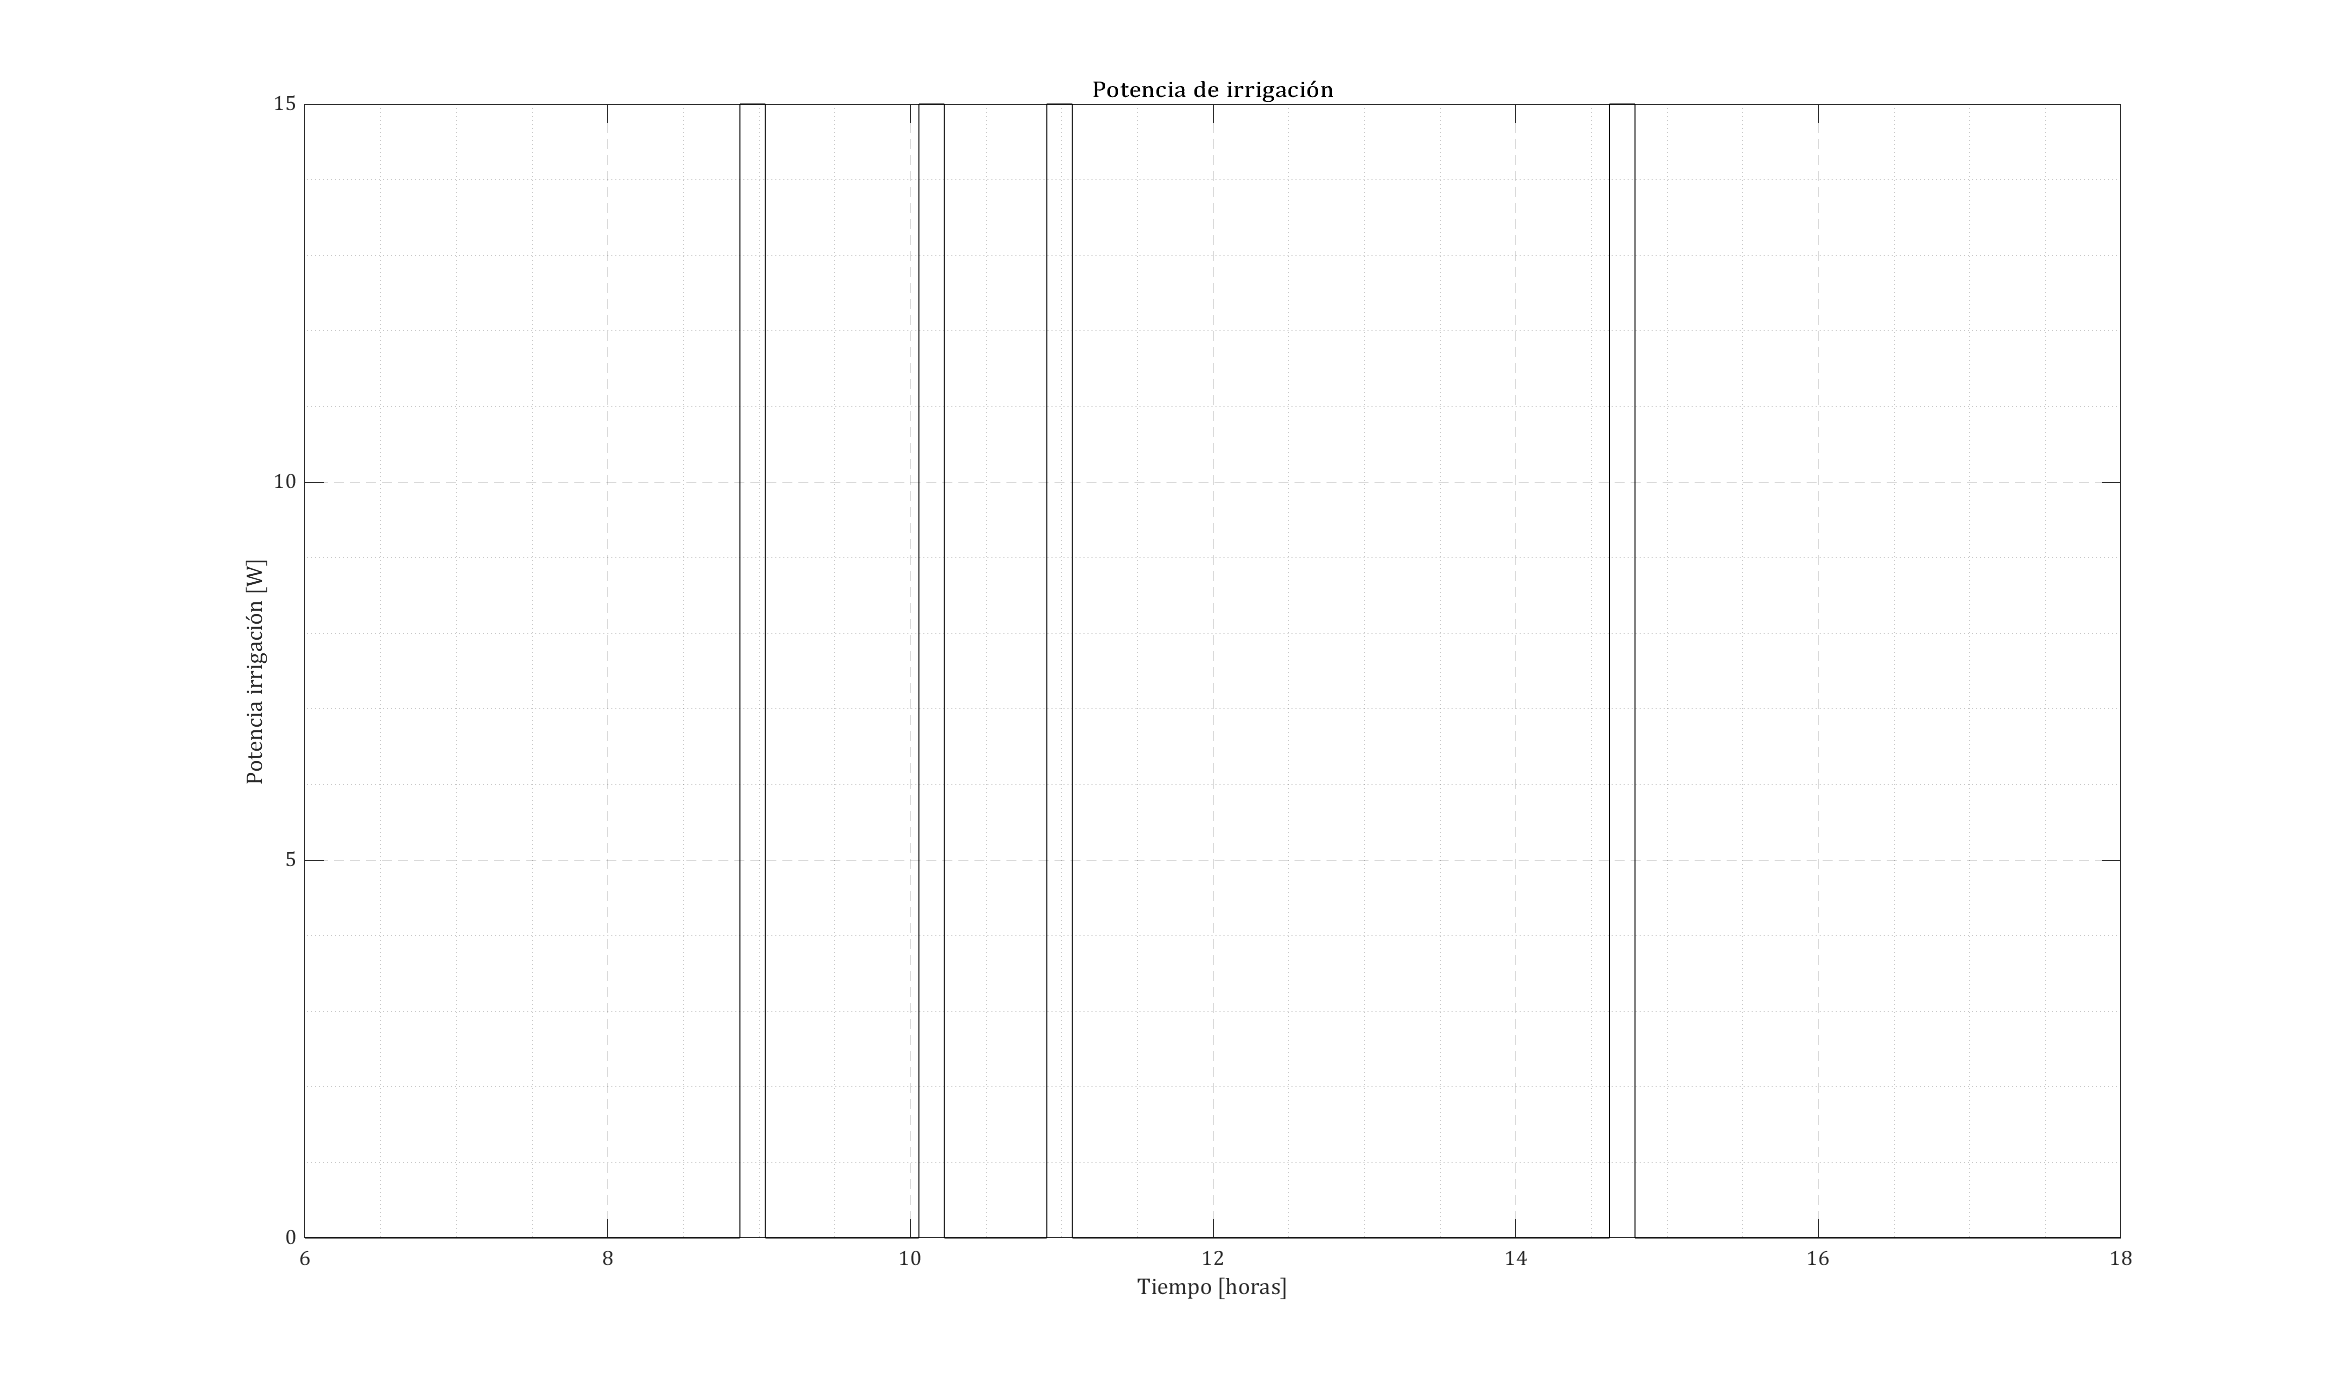 Potencia de irrigación
15
10
5
0
Potencia irrigación [W]
6 8 10 12 14 16 18
Tiempo [horas]